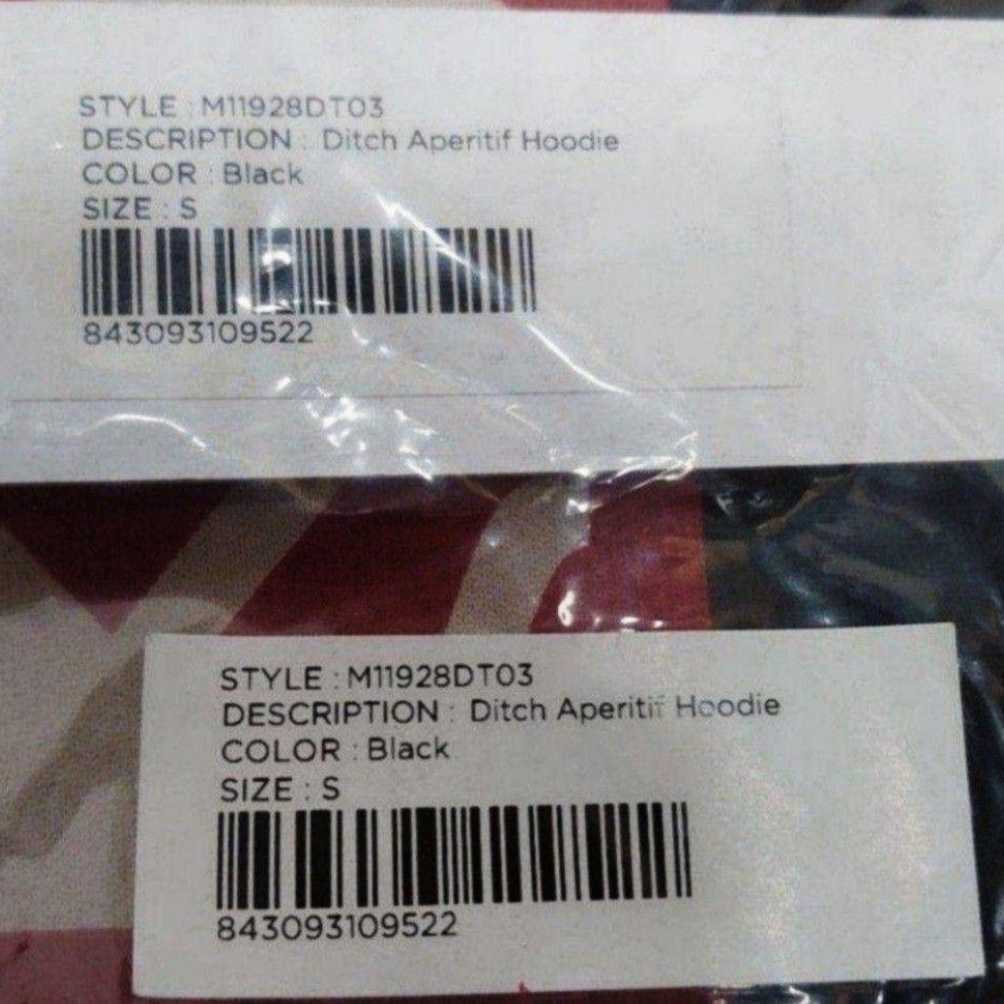 STYLE : M11928DT03
DESCRIPTION : Ditch Aperitif Hoodie
COLOR : Black
SIZE : S
843093109522
STYLE : M11928DT03
DESCRIPTION : Ditch Aperitif Hoodie
COLOR : Black
SIZE : S
843093109522